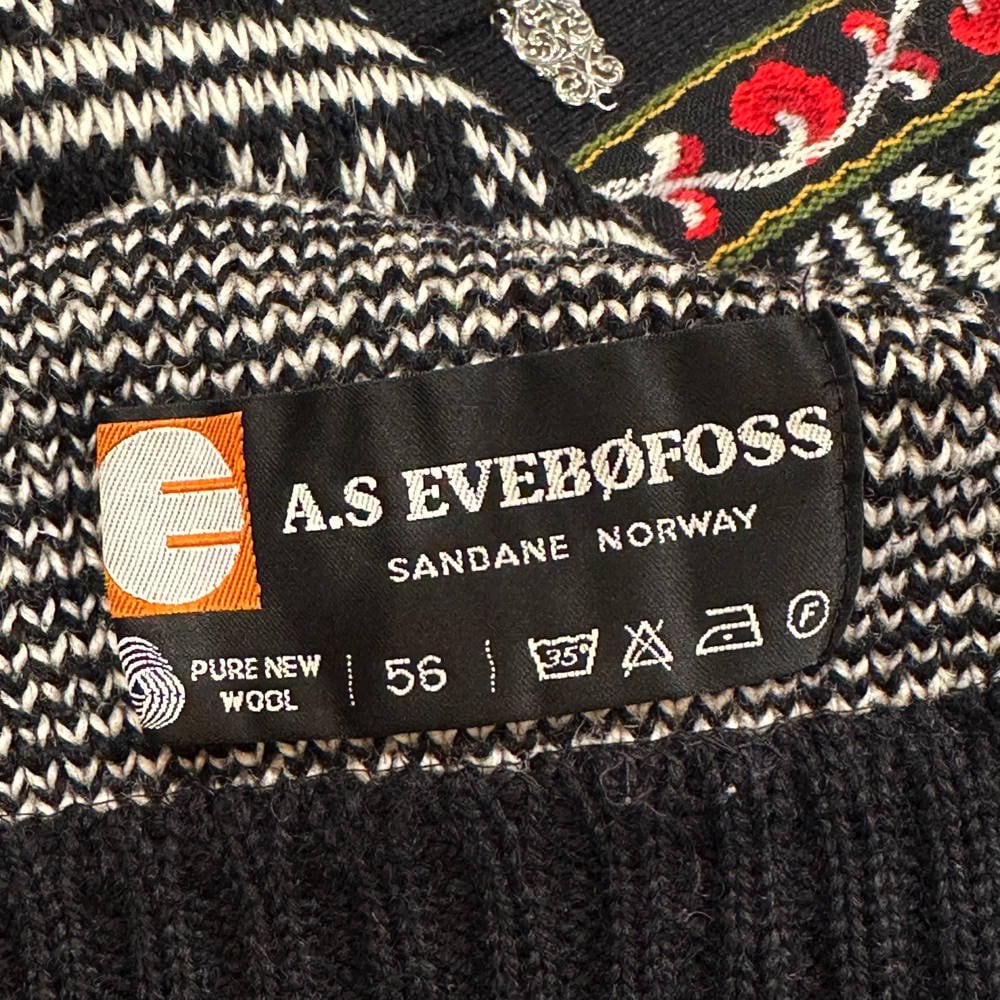 A.S EVEBØFOSS
SANDANE NORWAY
PURE NEW
WOOL
56
35°
F